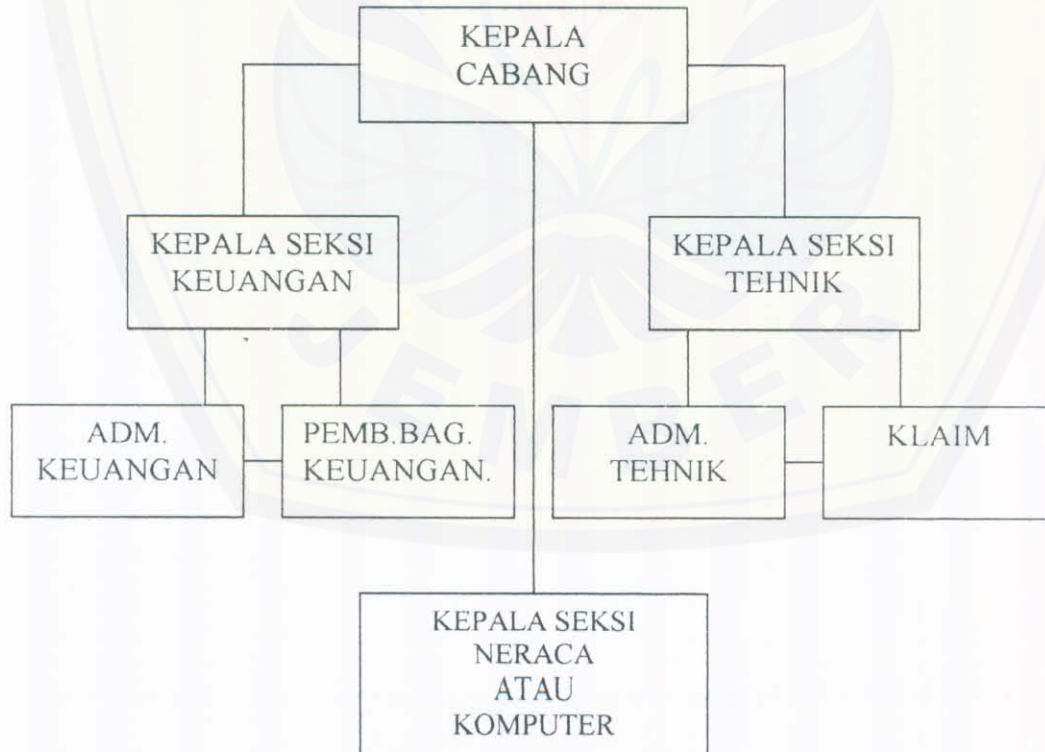 KEPALA
CABANG
KEPALA SEKSI
KEUANGAN
KEPALA SEKSI
TEHNIK
ADM.
KEUANGAN
PEMB.BAG.
KEUANGAN.
ADM.
TEHNIK
KLAIM
KEPALA SEKSI
NERACA
ATAU
KOMPUTER
JEMBER